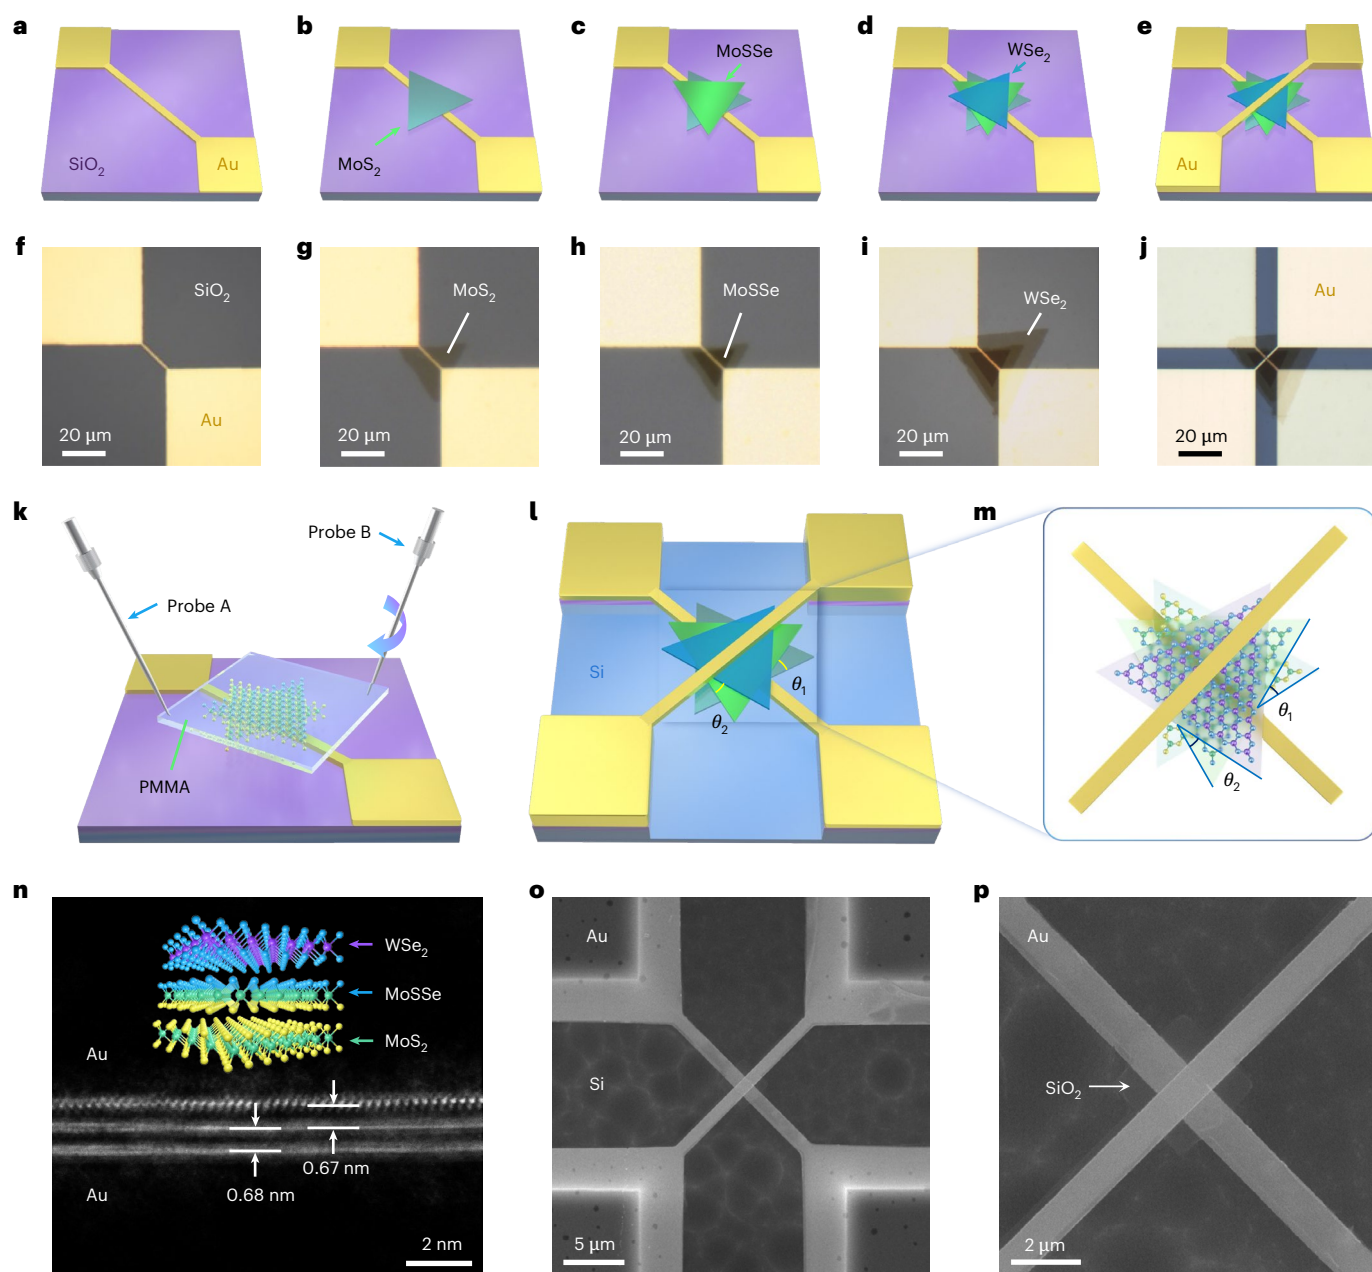 a
b
c
d
e
SiO₂
Au
MoS₂
MoSSe
WSe₂
Au
f
g
h
i
j
SiO₂
Au
20 µm
MoS₂
20 µm
MoSSe
20 µm
WSe₂
20 µm
Au
20 µm
k
l
m
Probe A
Probe B
PMMA
Si
θ₁
θ₂
θ₁
θ₂
n
o
p
WSe₂
MoSSe
MoS₂
Au
0.67 nm
0.68 nm
Au
2 nm
Au
Si
5 µm
Au
SiO₂
2 µm